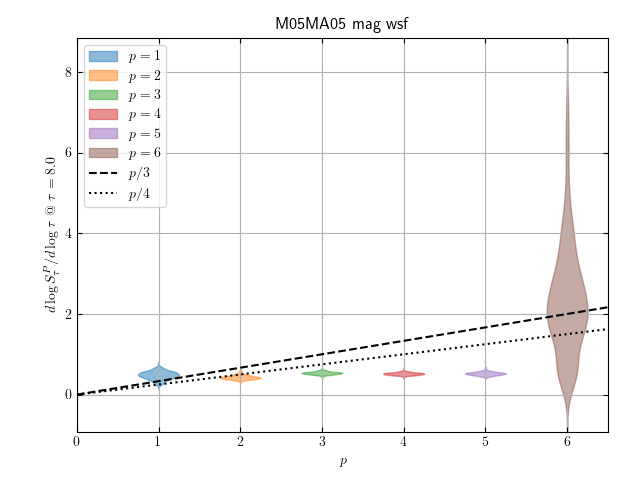 M05MA05 mag wsf
d log S_τ^P / d log τ @ τ = 8.0
8
6
4
2
0
p = 1
p = 2
p = 3
p = 4
p = 5
p = 6
p/3
p/4
0 1 2 3 4 5 6
p